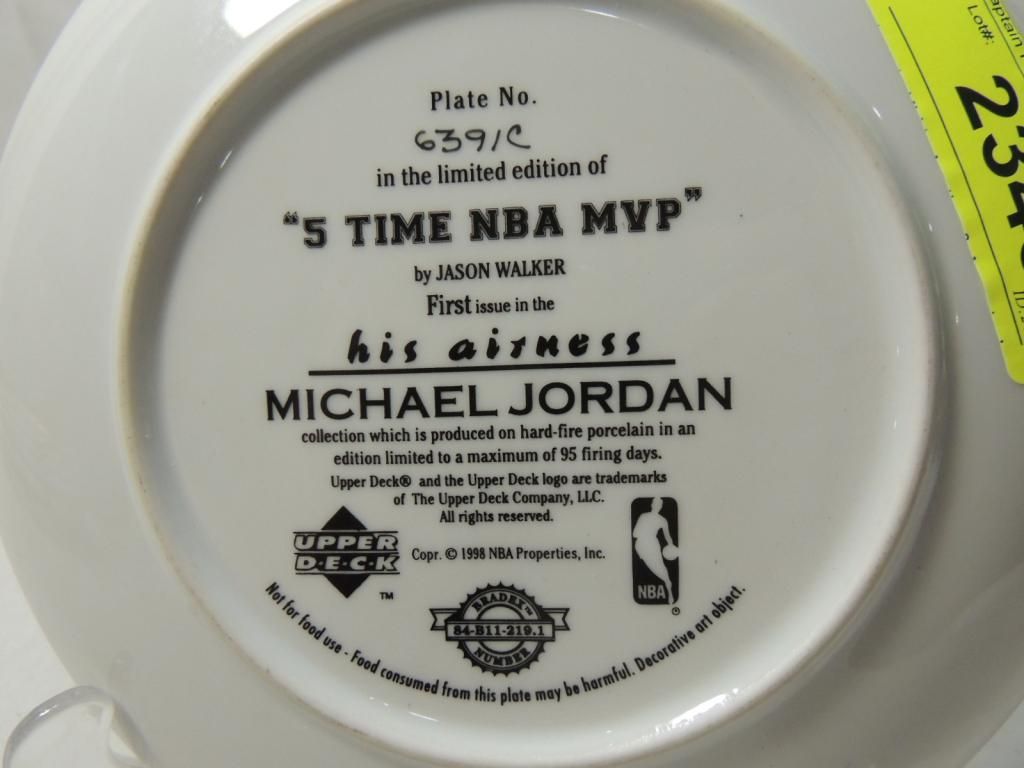 Plate No.
6391C
in the limited edition of
"5 TIME NBA MVP"
by JASON WALKER
First issue in the
his airness
MICHAEL JORDAN
collection which is produced on hard-fire porcelain in an
edition limited to a maximum of 95 firing days.
Upper Deck® and the Upper Deck logo are trademarks
of The Upper Deck Company, LLC.
All rights reserved.
UPPER
D·E·C·K
TM
Copr. © 1998 NBA Properties, Inc.
NBA
®
BRADEX™
84-B11-219.1
NUMBER
Not for food use - Food consumed from this plate may be harmful. Decorative art object.
Lot#: